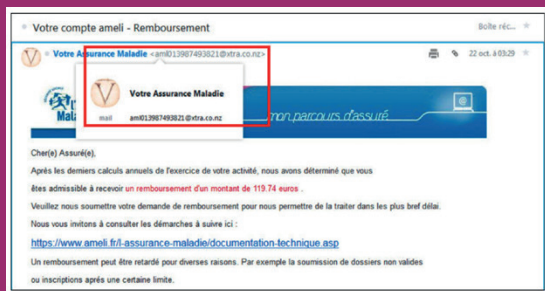 Votre compte ameli - Remboursement
Boîte réc...
Votre Assurance Maladie <aml013987493821@xtra.co.nz>
22 oct. à 03:29
Votre Assurance Maladie
mail aml013987493821@xtra.co.nz
mon parcours d'assuré
Cher(e) Assuré(e),
Après les derniers calculs annuels de l'exercice de votre activité, nous avons déterminé que vous
êtes admissible à recevoir un remboursement d'un montant de 119.74 euros .
Veuillez nous soumettre votre demande de remboursement pour nous permettre de la traiter dans les plus bref délai.
Nous vous invitons à consulter les démarches à suivre ici :
https://www.ameli.fr/l-assurance-maladie/documentation-technique.asp
Un remboursement peut être retardé pour diverses raisons. Par exemple la soumission de dossiers non valides
ou inscriptions aprés une certaine limite.